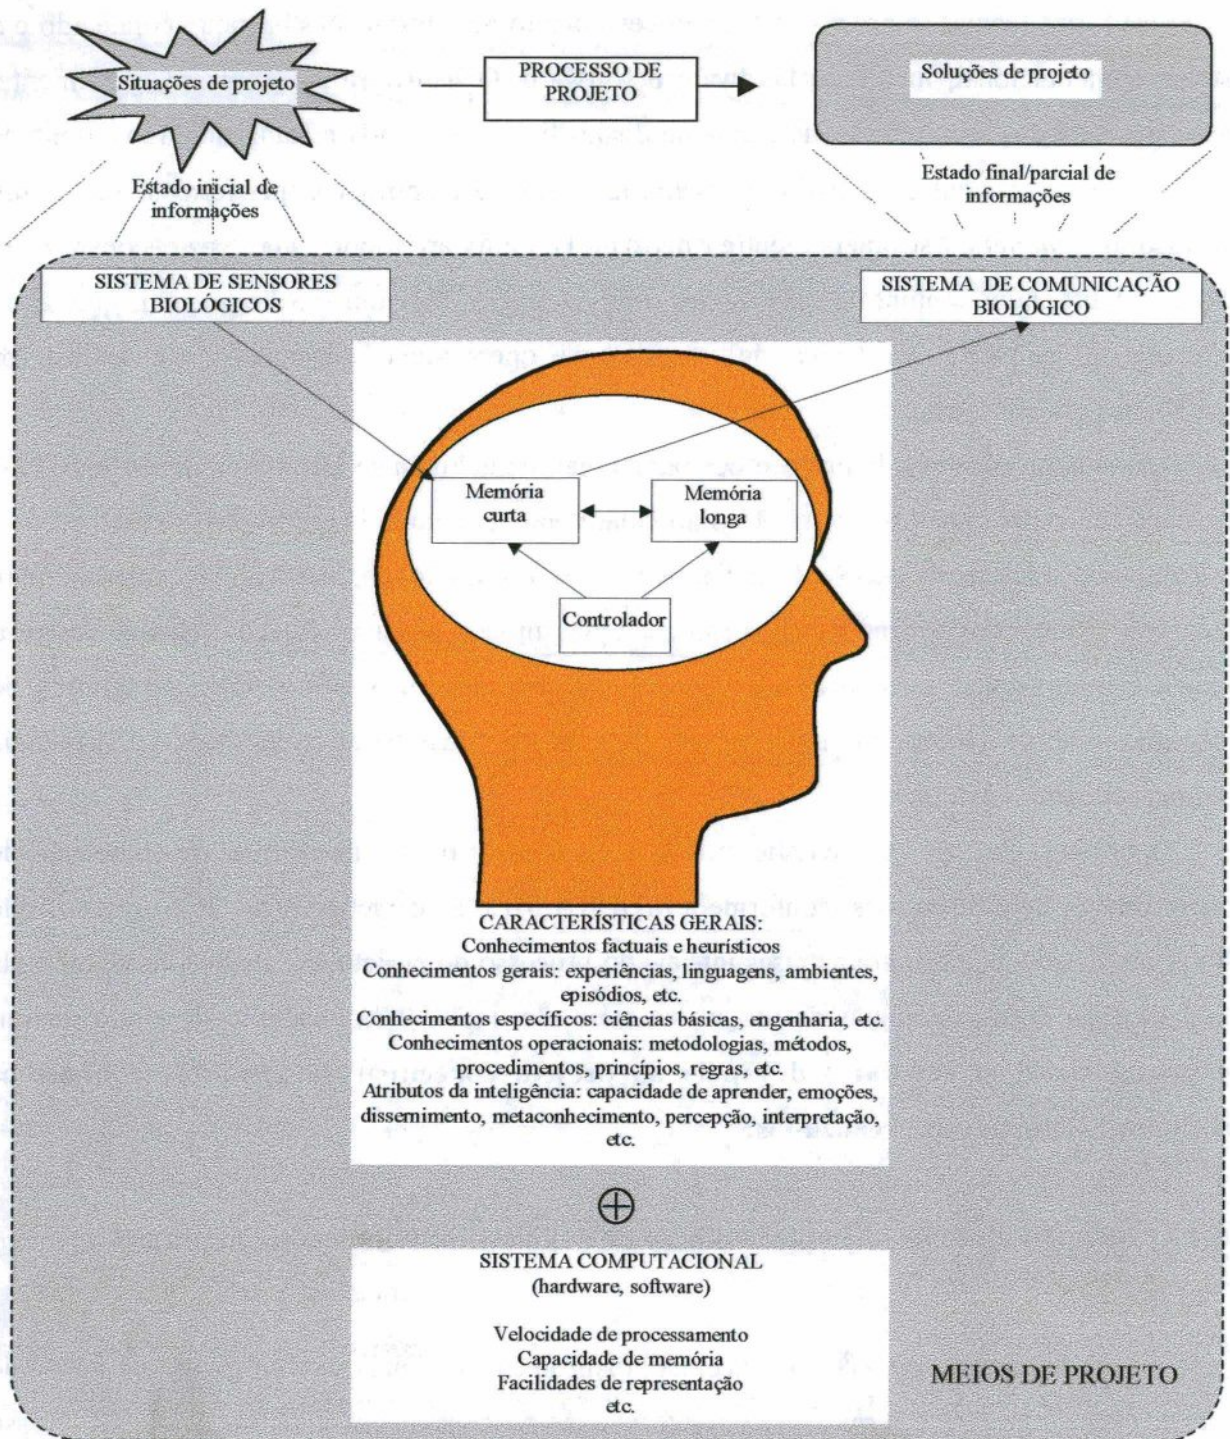 Situações de projeto
PROCESSO DE
PROJETO
Soluções de projeto
Estado inicial de
informações
Estado final/parcial de
informações
SISTEMA DE SENSORES
BIOLÓGICOS
SISTEMA DE COMUNICAÇÃO
BIOLÓGICO
Memória
curta
Memória
longa
Controlador
CARACTERÍSTICAS GERAIS:
Conhecimentos factuais e heurísticos
Conhecimentos gerais: experiências, linguagens, ambientes,
episódios, etc.
Conhecimentos específicos: ciências básicas, engenharia, etc.
Conhecimentos operacionais: metodologias, métodos,
procedimentos, princípios, regras, etc.
Atributos da inteligência: capacidade de aprender, emoções,
dissernimento, metaconhecimento, percepção, interpretação,
etc.
SISTEMA COMPUTACIONAL
(hardware, software)
Velocidade de processamento
Capacidade de memória
Facilidades de representação
etc.
MEIOS DE PROJETO